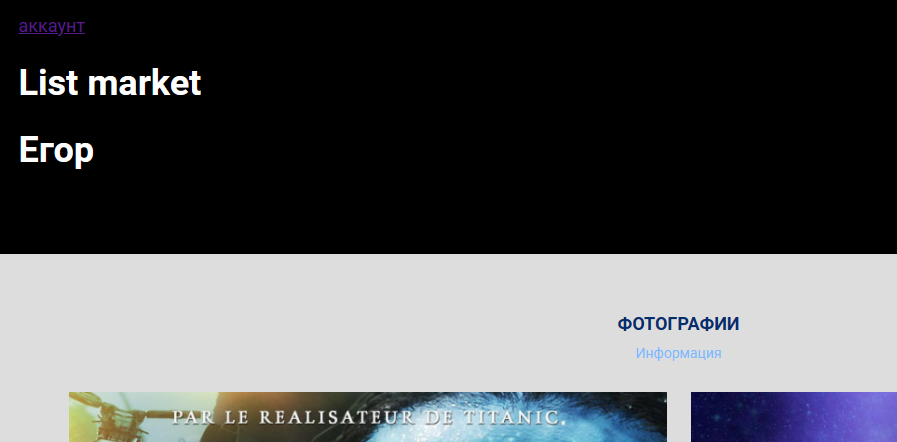 аккаунт
List market
Егор
ФОТОГРАФИИ
Информация
PAR LE REALISATEUR DE TITANIC.